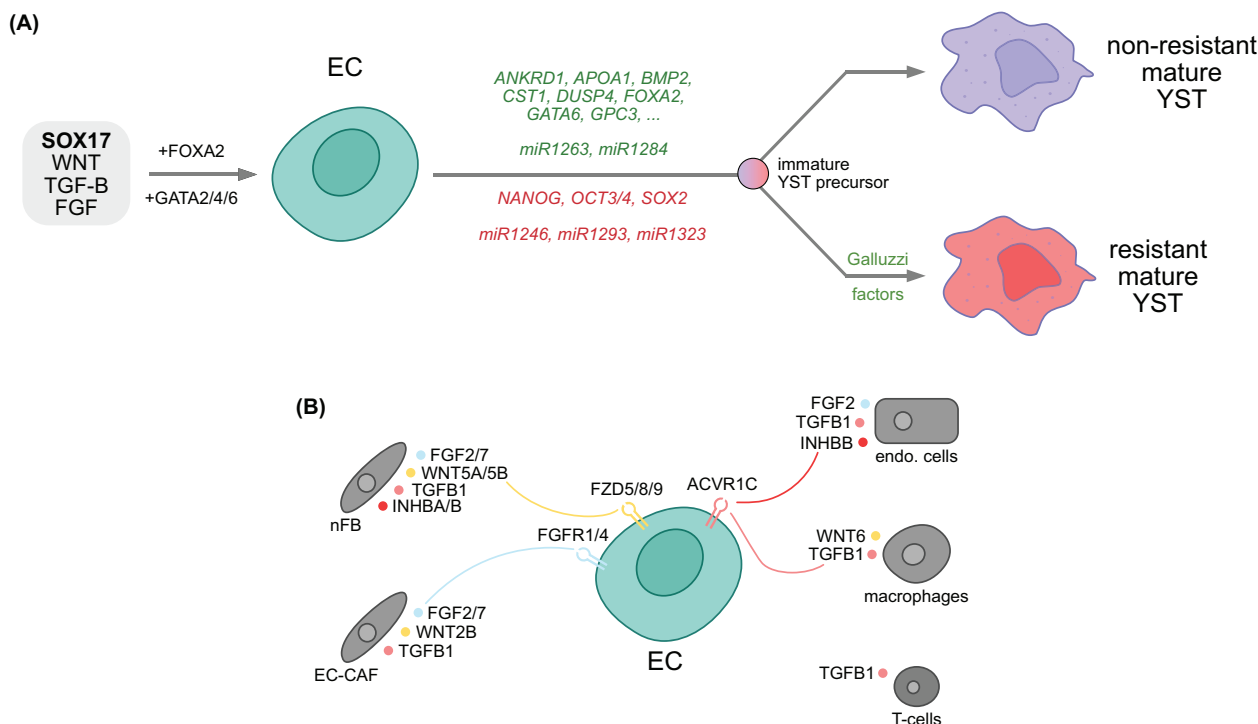 (A)
EC
SOX17
WNT
TGF-B
FGF
+FOXA2
+GATA2/4/6
ANKRD1, APOA1, BMP2,
CST1, DUSP4, FOXA2,
GATA6, GPC3, ...
miR1263, miR1284
NANOG, OCT3/4, SOX2
miR1246, miR1293, miR1323
immature
YST precursor
non-resistant
mature
YST
Galluzzi
factors
resistant
mature
YST
(B)
FGF2/7
WNT5A/5B
TGFB1
INHBA/B
nFB
FGF2/7
WNT2B
TGFB1
EC-CAF
FZD5/8/9
FGFR1/4
ACVR1C
EC
FGF2
TGFB1
INHBB
endo. cells
WNT6
TGFB1
macrophages
TGFB1
T-cells